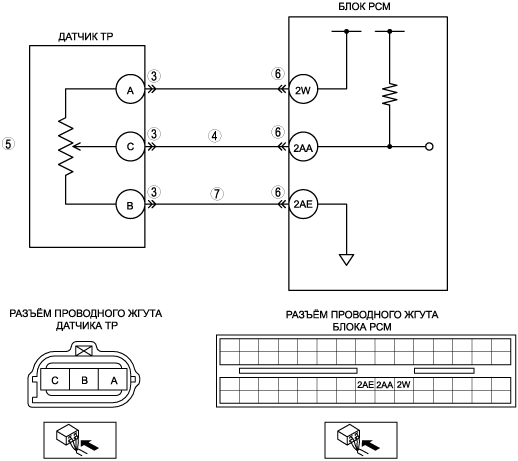 БЛОК PCM
ДАТЧИК TP
A 3 6 2W
5
C 3 4 6 2AA
B 3 7 6 2AE
РАЗЪЁМ ПРОВОДНОГО ЖГУТА
ДАТЧИКА TP
C B A
РАЗЪЁМ ПРОВОДНОГО ЖГУТА
БЛОКА PCM
2AE 2AA 2W